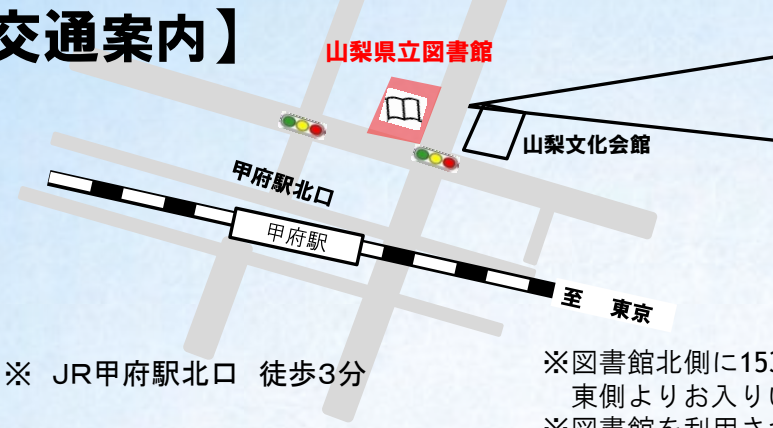 交通案内】
山梨県立図書館
山梨文化会館
甲府駅北口
甲府駅
至 東京
※ JR甲府駅北口 徒歩3分
※図書館北側に153
東側よりお入り
※図書館を利用さ